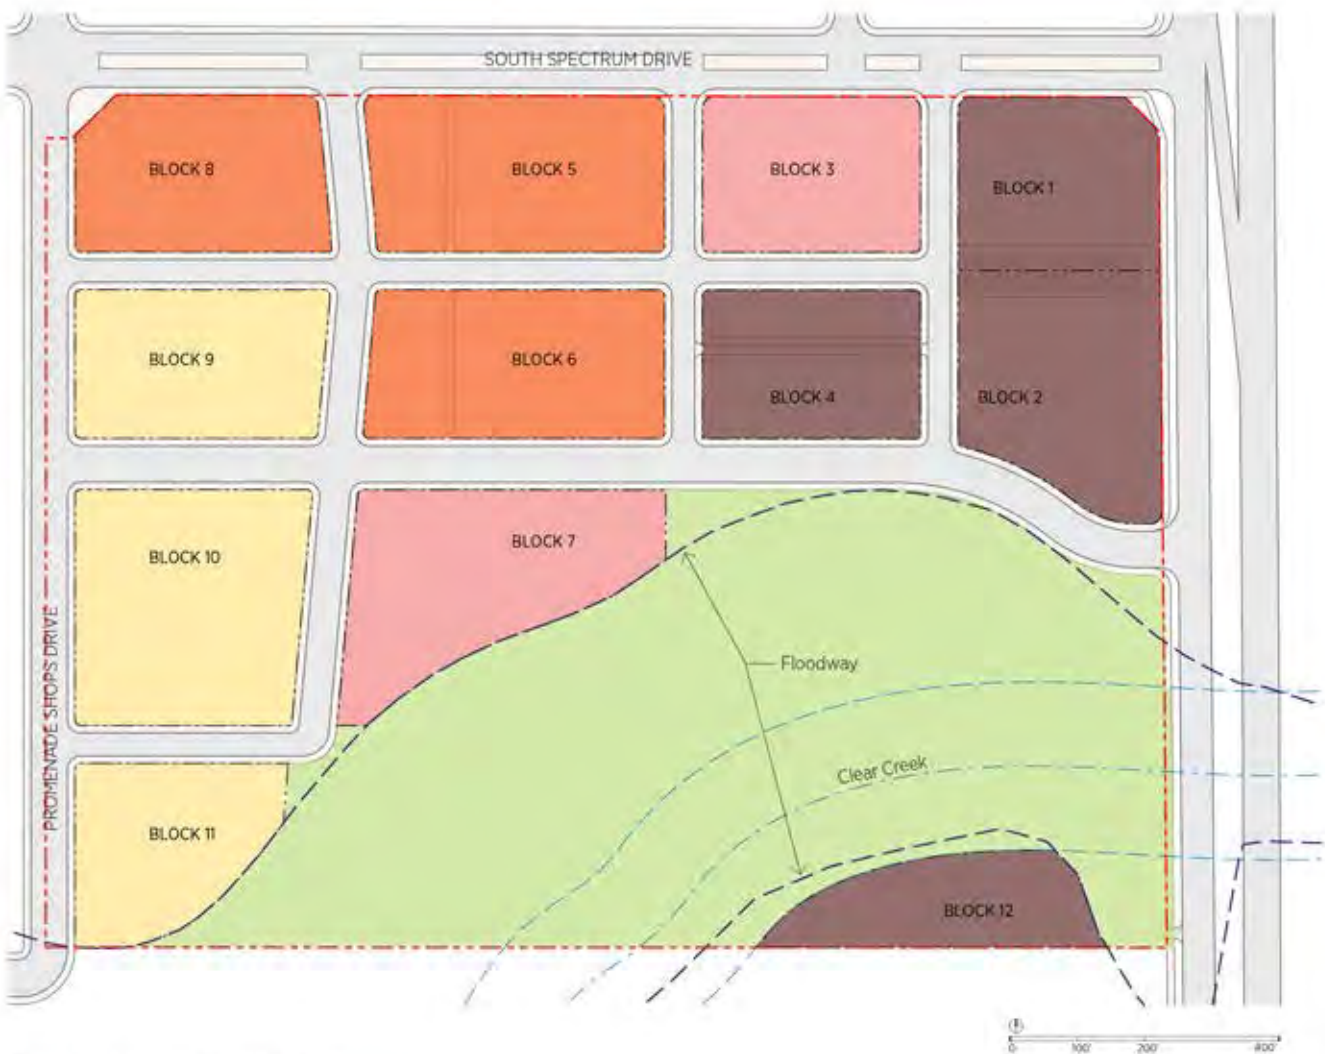 SOUTH SPECTRUM DRIVE
BLOCK 8
BLOCK 5
BLOCK 3
BLOCK 1
BLOCK 9
BLOCK 6
BLOCK 4
BLOCK 2
BLOCK 10
BLOCK 7
PROMENADE SHOPS DRIVE
Floodway
Clear Creek
BLOCK 11
BLOCK 12
0 100' 200' 400'